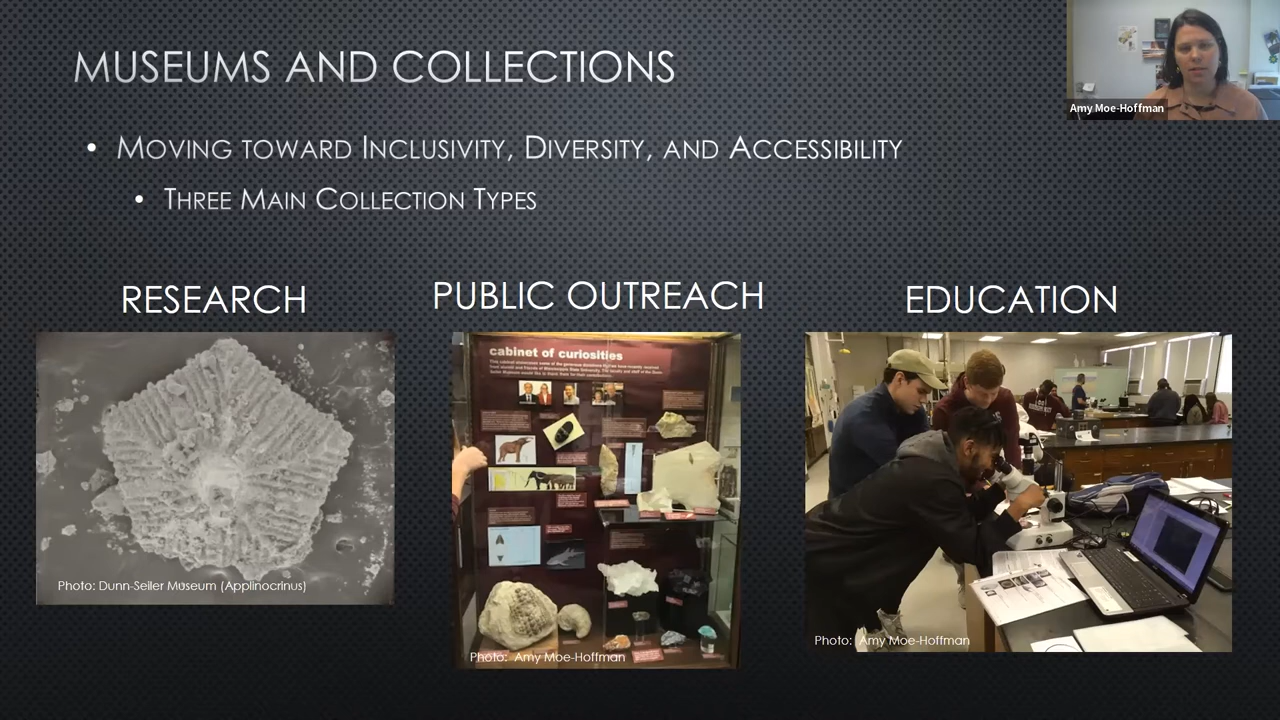 MUSEUMS AND COLLECTIONS
Amy Moe-Hoffman
• MOVING TOWARD INCLUSIVITY, DIVERSITY, AND ACCESSIBILITY
• THREE MAIN COLLECTION TYPES
RESEARCH
PUBLIC OUTREACH
EDUCATION
cabinet of curiosities
Photo: Dunn-Seiler Museum (Applinocrinus)
Photo: Amy Moe-Hoffman
Photo: Amy Moe-Hoffman